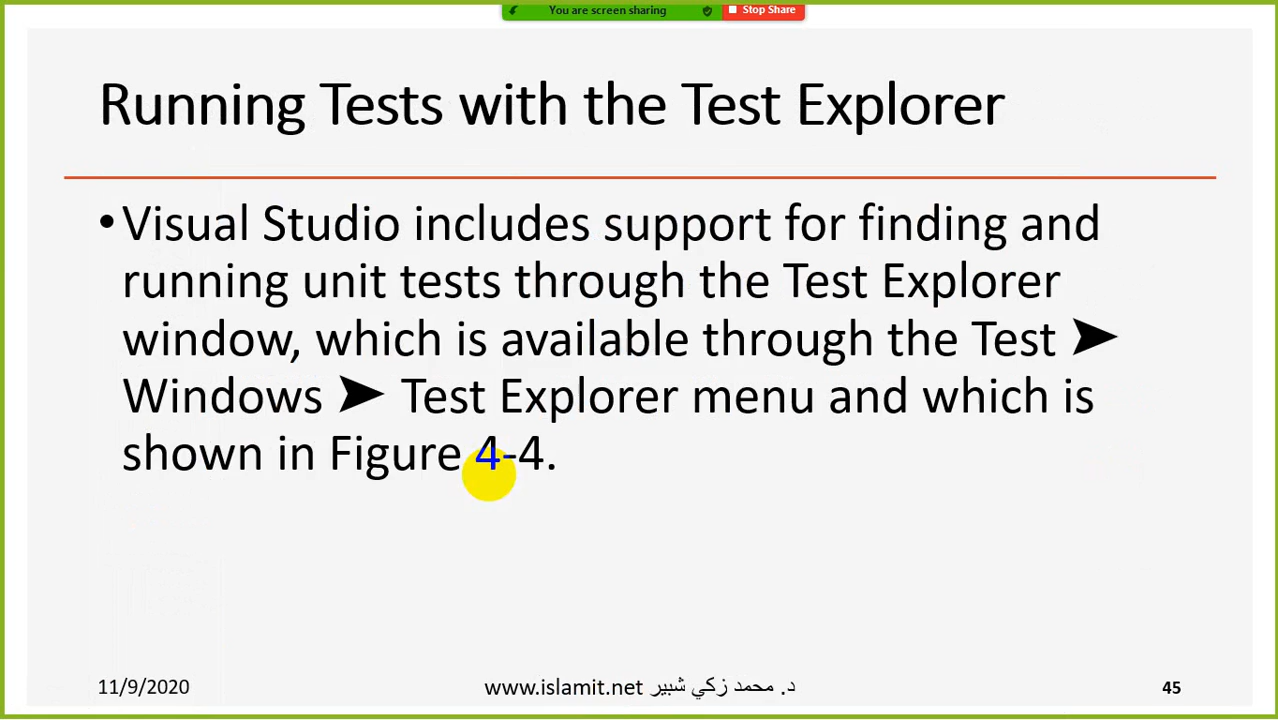 You are screen sharing Stop Share
Running Tests with the Test Explorer
•Visual Studio includes support for finding and
running unit tests through the Test Explorer
window, which is available through the Test ➤
Windows ➤ Test Explorer menu and which is
shown in Figure 4-4.
11/9/2020 www.islamit.net د. محمد زكي شبير 45